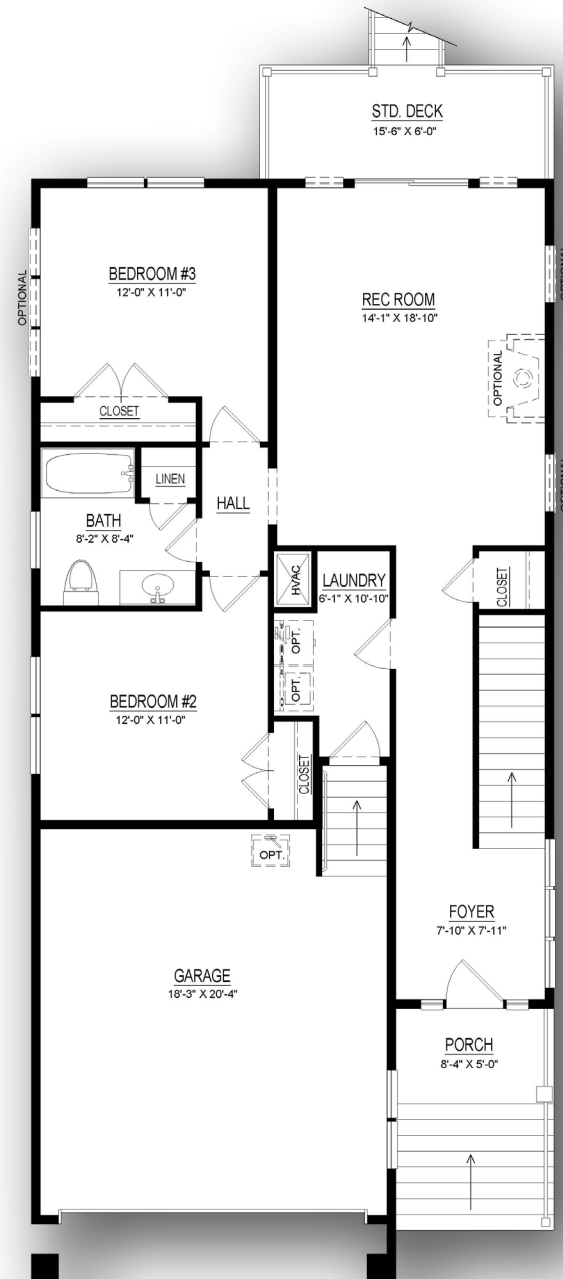 STD. DECK
15'-6" X 6'-0"
BEDROOM #3
12'-0" X 11'-0"
REC ROOM
14'-1" X 18'-10"
OPTIONAL
OPTIONAL
OPTIONAL
CLOSET
LINEN
HALL
OPTIONAL
BATH
8'-2" X 8'-4"
HVAC
LAUNDRY
6'-1" X 10'-10"
CLOSET
OPT.
OPT.
BEDROOM #2
12'-0" X 11'-0"
CLOSET
OPT.
FOYER
7'-10" X 7'-11"
GARAGE
18'-3" X 20'-4"
PORCH
8'-4" X 5'-0"